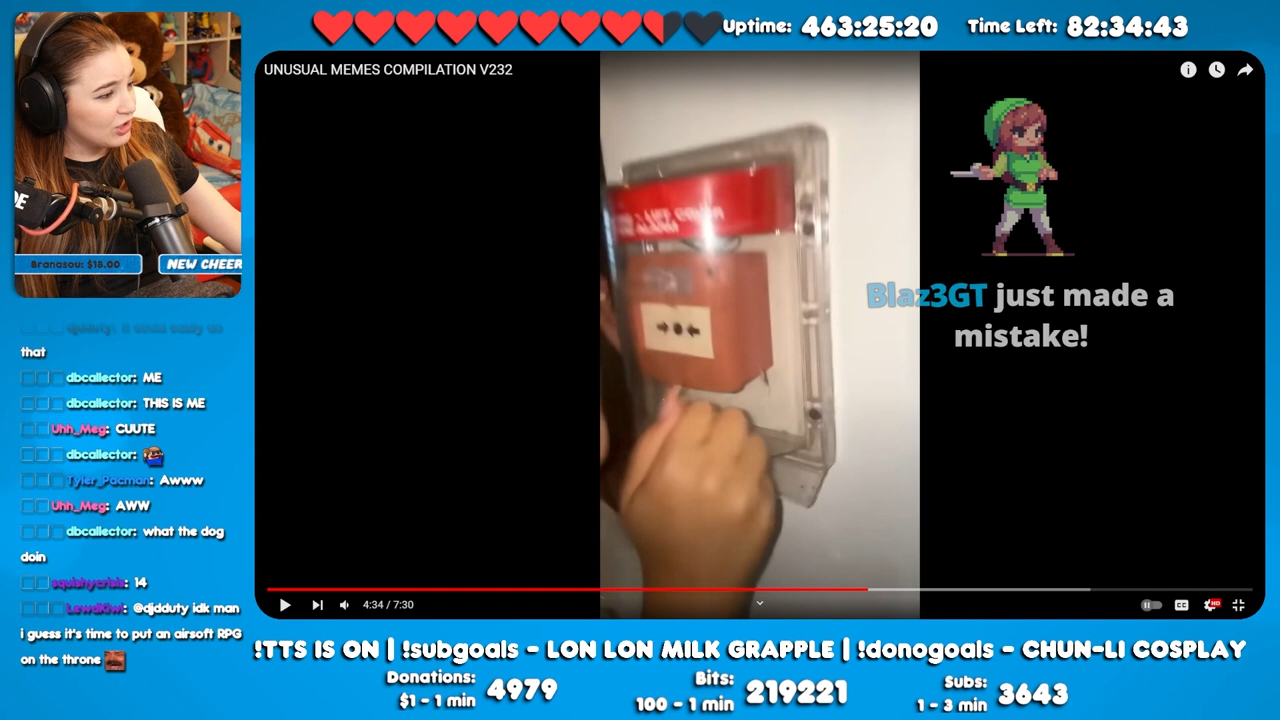 Uptime: 463:25:20 Time Left: 82:34:43
UNUSUAL MEMES COMPILATION V232
Blaz3GT just made a
mistake!
Branasou: $18.00
NEW CHEER
that
dbcallector: ME
dbcallector: THIS IS ME
Uhh_Meg: CUUTE
dbcallector:
Tyler_Pacman: Awww
Uhh_Meg: AWW
dbcallector: what the dog
doin
squishycrisis: 14
LewdKiwi: @djdduty idk man
i guess it's time to put an airsoft RPG
on the throne
4:34 / 7:30
CC
HD
!TTS IS ON | !subgoals - LON LON MILK GRAPPLE | !donogoals - CHUN-LI COSPLAY
Donations:
$1 - 1 min 4979
Bits:
100 - 1 min 219221
Subs:
1 - 3 min 3643